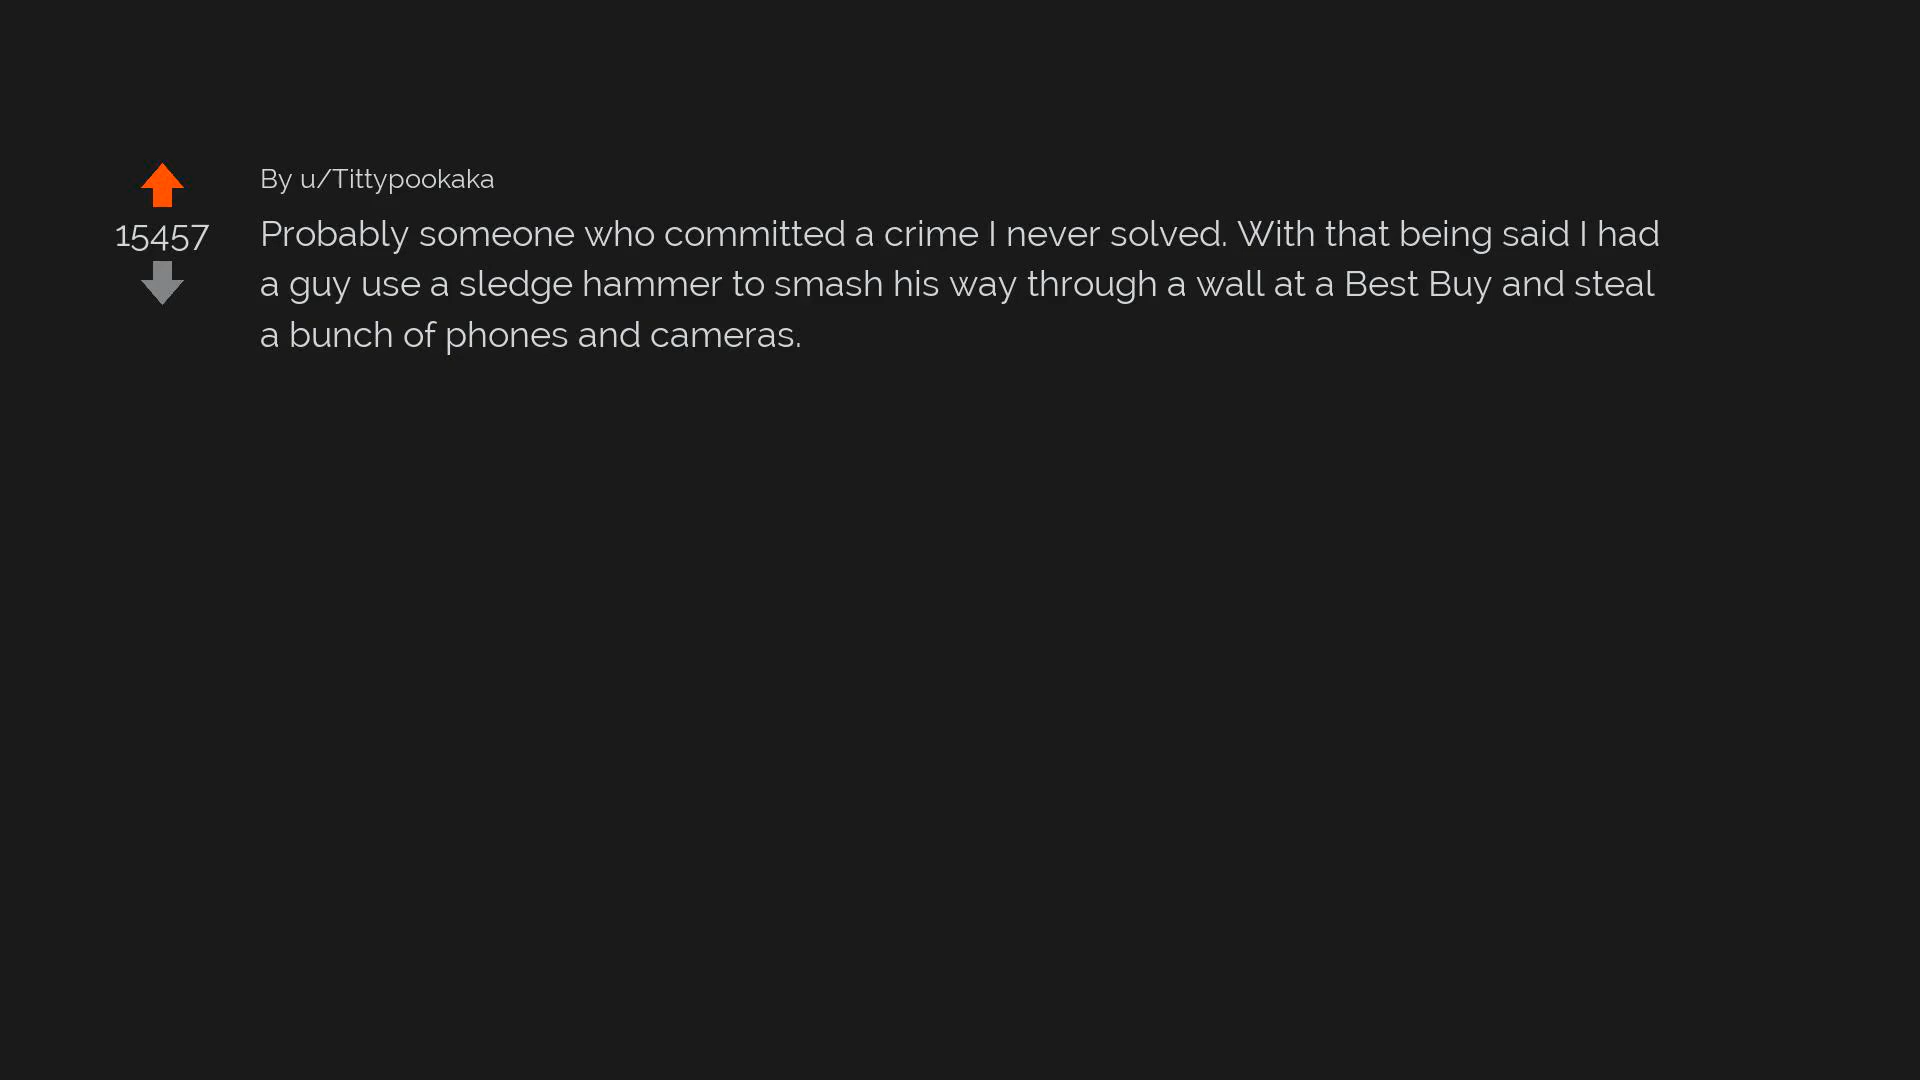 By u/Tittypookaka
15457
Probably someone who committed a crime I never solved. With that being said I had
a guy use a sledge hammer to smash his way through a wall at a Best Buy and steal
a bunch of phones and cameras.